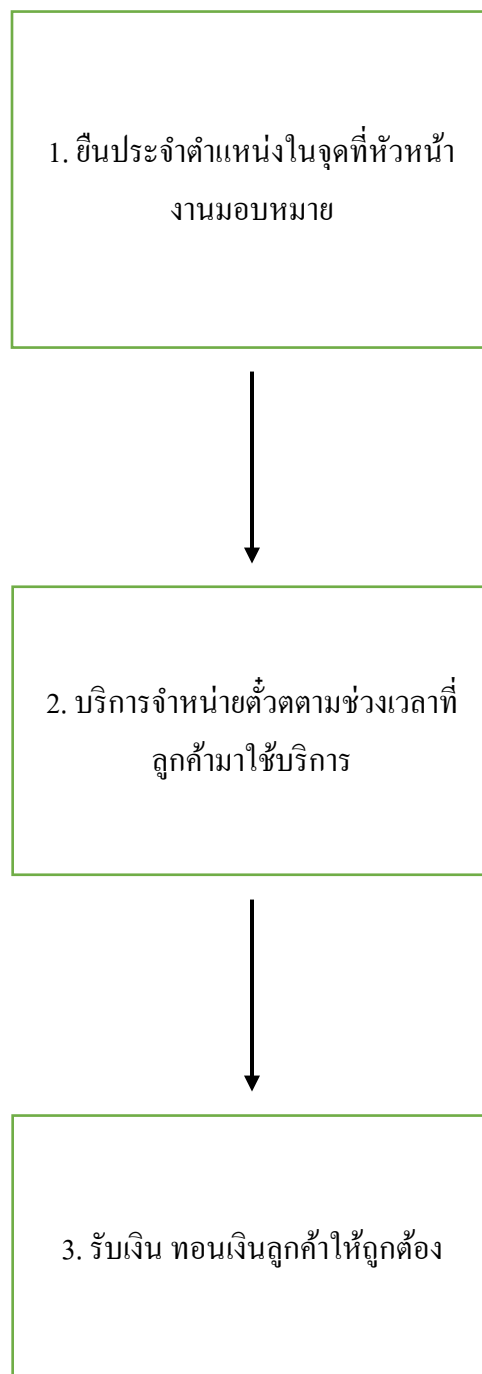 1. ยืนประจำตำแหน่งในจุดที่หัวหน้า
งานมอบหมาย
2. บริการจำหน่ายตั๋วตตามช่วงเวลาที่
ลูกค้ามาใช้บริการ
3. รับเงิน ทอนเงินลูกค้าให้ถูกต้อง